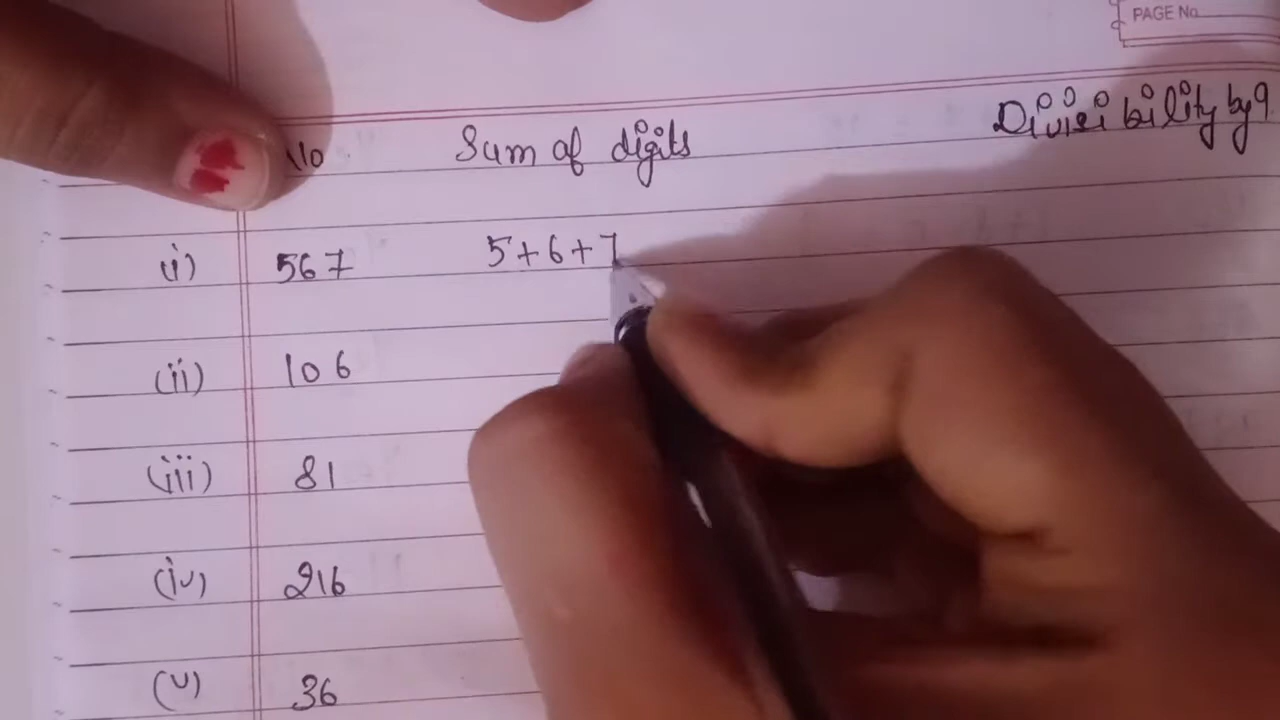 PAGE No
No. Sum of digits Divisibility by 9
(i) 567 5+6+7
(ii) 106
(iii) 81
(iv) 216
(v) 36